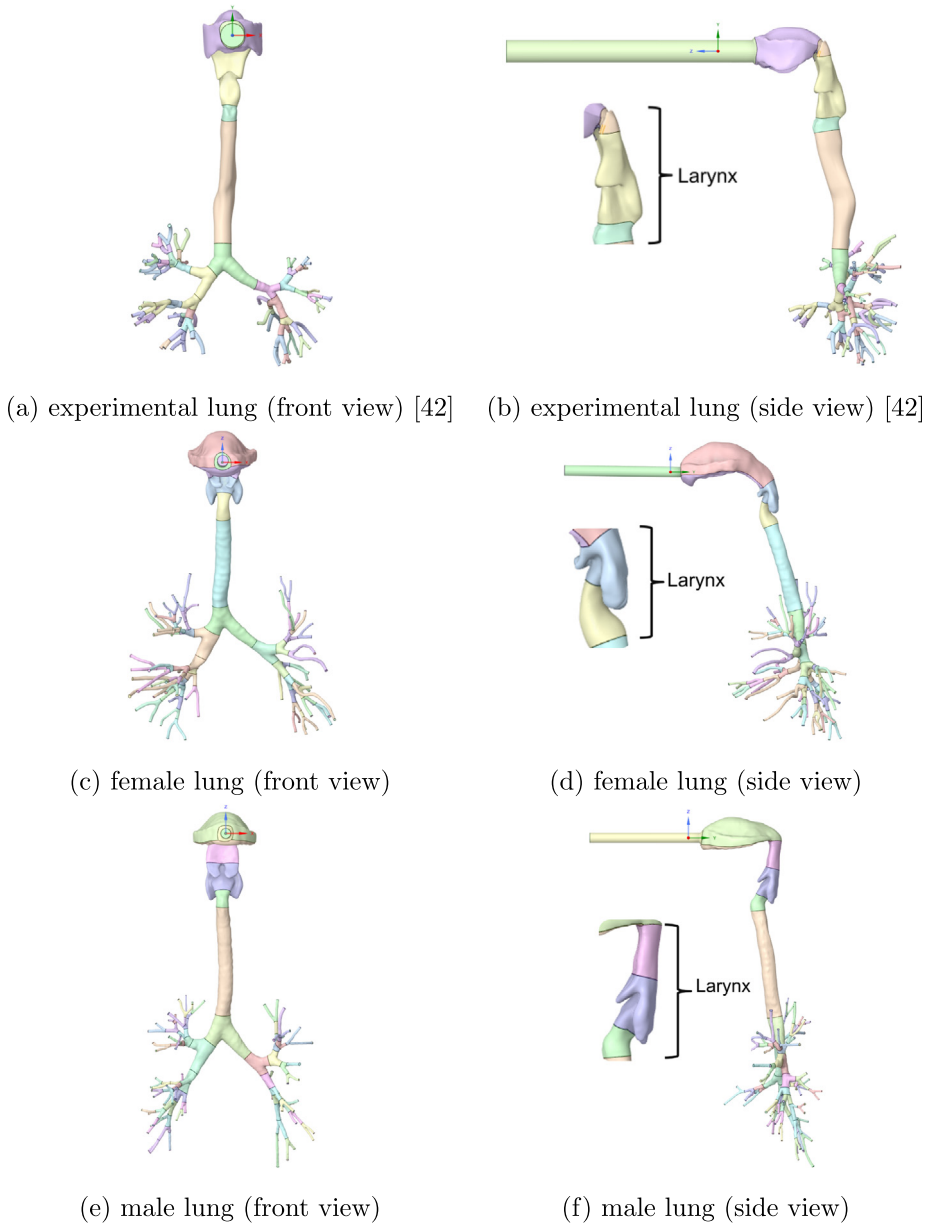 Y
Y
Z
Larynx
(a) experimental lung (front view) [42]
(b) experimental lung (side view) [42]
Z
Z
Larynx
(c) female lung (front view)
(d) female lung (side view)
Z
Z
Y
Larynx
(e) male lung (front view)
(f) male lung (side view)